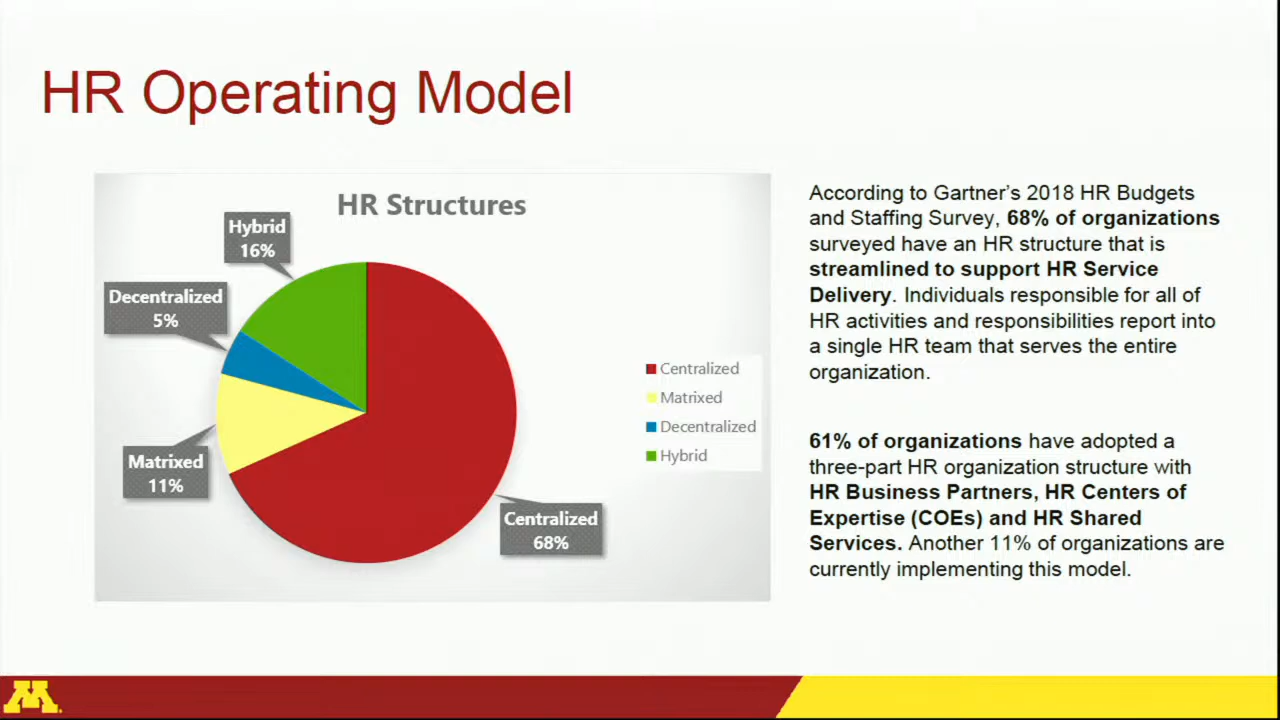 HR Operating Model
HR Structures
Hybrid
16%
Decentralized
5%
Matrixed
11%
Centralized
68%
Centralized
Matrixed
Decentralized
Hybrid
According to Gartner's 2018 HR Budgets
and Staffing Survey, 68% of organizations
surveyed have an HR structure that is
streamlined to support HR Service
Delivery. Individuals responsible for all of
HR activities and responsibilities report into
a single HR team that serves the entire
organization.
61% of organizations have adopted a
three-part HR organization structure with
HR Business Partners, HR Centers of
Expertise (COEs) and HR Shared
Services. Another 11% of organizations are
currently implementing this model.
M